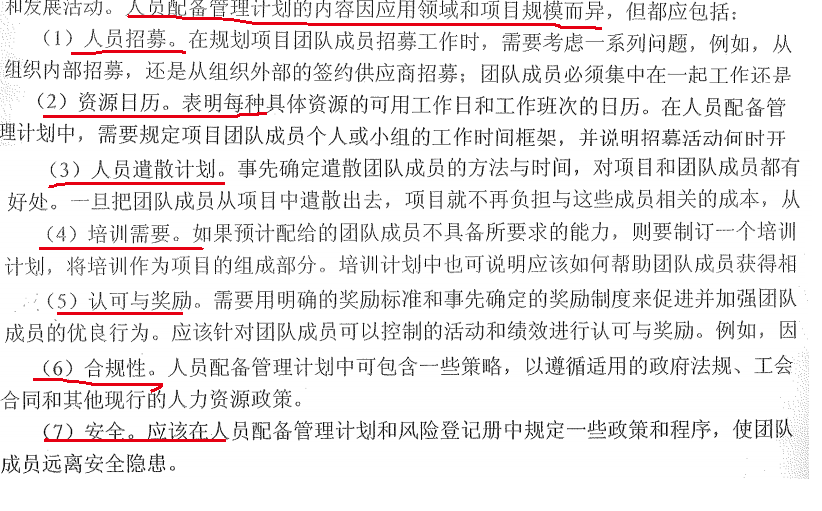 和发展活动。人员配备管理计划的内容因应用领域和项目规模而异，但都应包括：
（1）人员招募。在规划项目团队成员招募工作时，需要考虑一系列问题，例如，从
组织内部招募，还是从组织外部的签约供应商招募；团队成员必须集中在一起工作还是
（2）资源日历。表明每种具体资源的可用工作日和工作班次的日历。在人员配备管
理计划中，需要规定项目团队成员个人或小组的工作时间框架，并说明招募活动何时开
（3）人员遣散计划。事先确定遣散团队成员的方法与时间，对项目和团队成员都有
好处。一旦把团队成员从项目中遣散出去，项目就不再负担与这些成员相关的成本，从
（4）培训需要。如果预计配给的团队成员不具备所要求的能力，则要制订一个培训
计划，将培训作为项目的组成部分。培训计划中也可说明应该如何帮助团队成员获得相
（5）认可与奖励。需要用明确的奖励标准和事先确定的奖励制度来促进并加强团队
成员的优良行为。应该针对团队成员可以控制的活动和绩效进行认可与奖励。例如，因
（6）合规性。人员配备管理计划中可包含一些策略，以遵循适用的政府法规、工会
合同和其他现行的人力资源政策。
（7）安全。应该在人员配备管理计划和风险登记册中规定一些政策和程序，使团队
成员远离安全隐患。